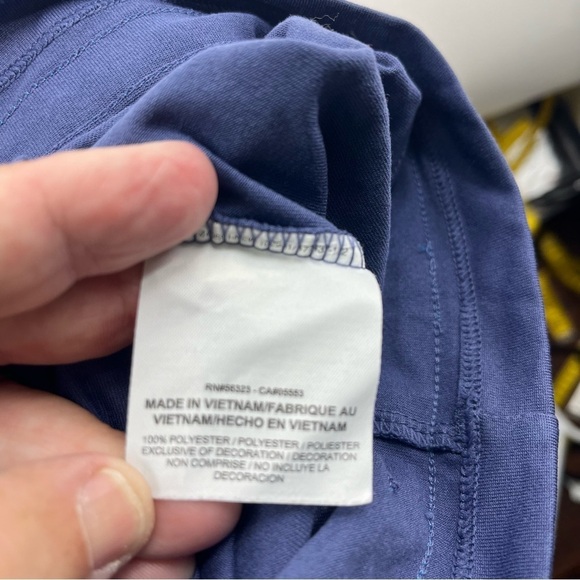 RN#56323 - CA#05553
MADE IN VIETNAM/FABRIQUE AU
VIETNAM/HECHO EN VIETNAM
100% POLYESTER / POLYESTER / POLIESTER
EXCLUSIVE OF DECORATION / DECORATION
NON COMPRISE / NO INCLUYE LA
DECORACION